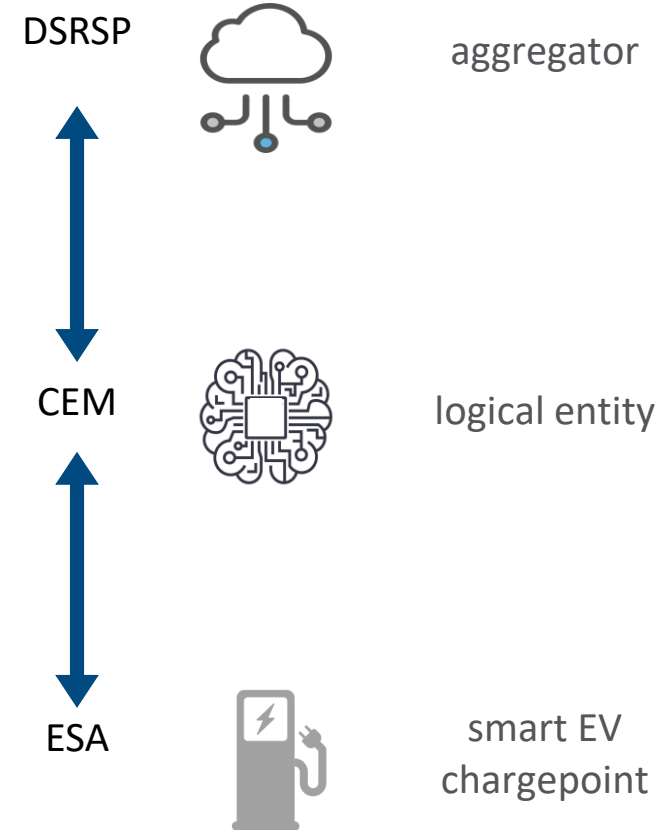 DSRSP
aggregator
CEM
logical entity
ESA
smart EV
chargepoint